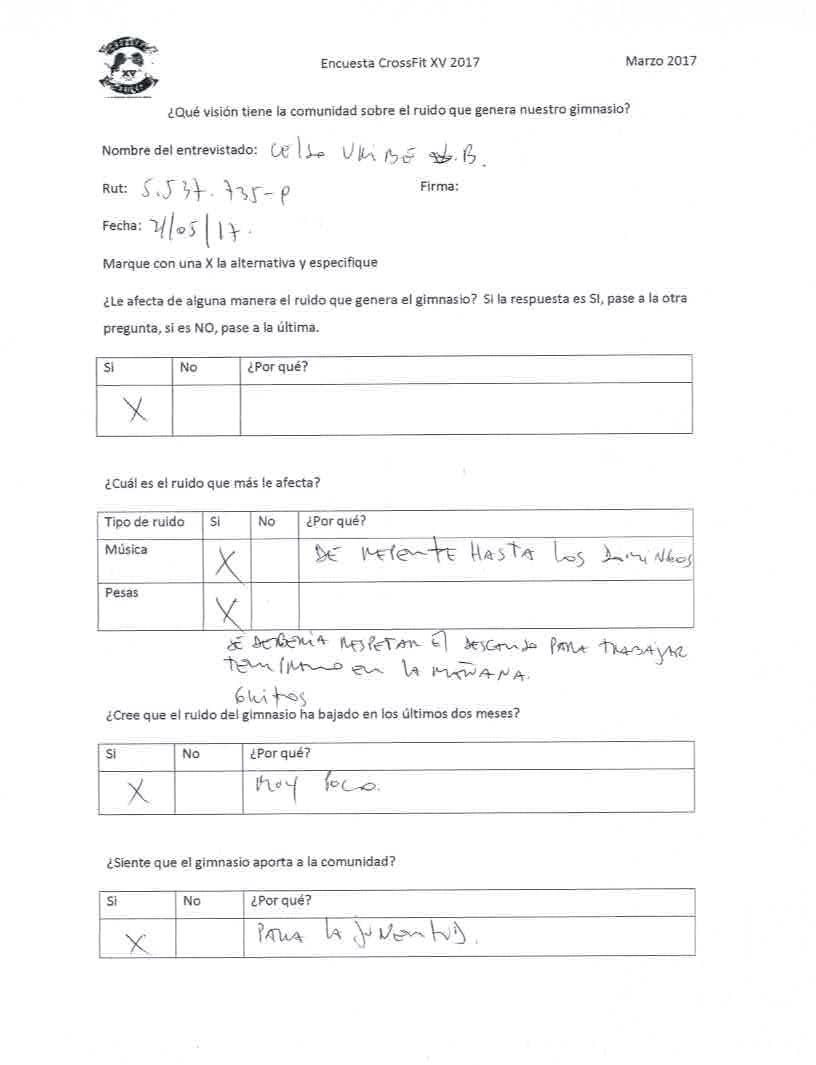 Encuesta CrossFit XV 2017
Marzo 2017
XV
¿Qué visión tiene la comunidad sobre el ruido que genera nuestro gimnasio?
Nombre del entrevistado: Celso URIBE B.
Rut: 5.537.735-
Firma:
Fecha: /05/17.
Marque con una X la alternativa y especifique
¿Le afecta de alguna manera el ruido que genera el gimnasio? Si la respuesta es SI, pase a la otra
pregunta, si es NO, pase a la última.
Si No ¿Por qué?
X
¿Cuál es el ruido que más le afecta?
Tipo de ruido Si No ¿Por qué?
Música X DE REPENTE HASTA LOS DOMINGOS
Pesas X
SE DEBERIA RESPETAR El DESCANSO PARA TRABAJAR
TEMPRANO EN LA MAÑANA.
Gritos
¿Cree que el ruido del gimnasio ha bajado en los últimos dos meses?
Si No ¿Por qué?
X MUY POCO.
¿Siente que el gimnasio aporta a la comunidad?
Si No ¿Por qué?
X PARA LA JUVENTUD.